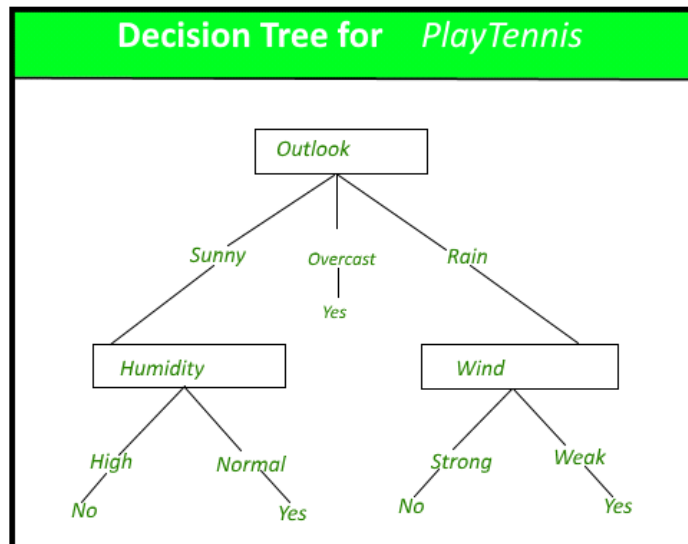 Decision Tree for PlayTennis
Outlook
Sunny Overcast Rain
Yes
Humidity Wind
High Normal Strong Weak
No Yes No Yes